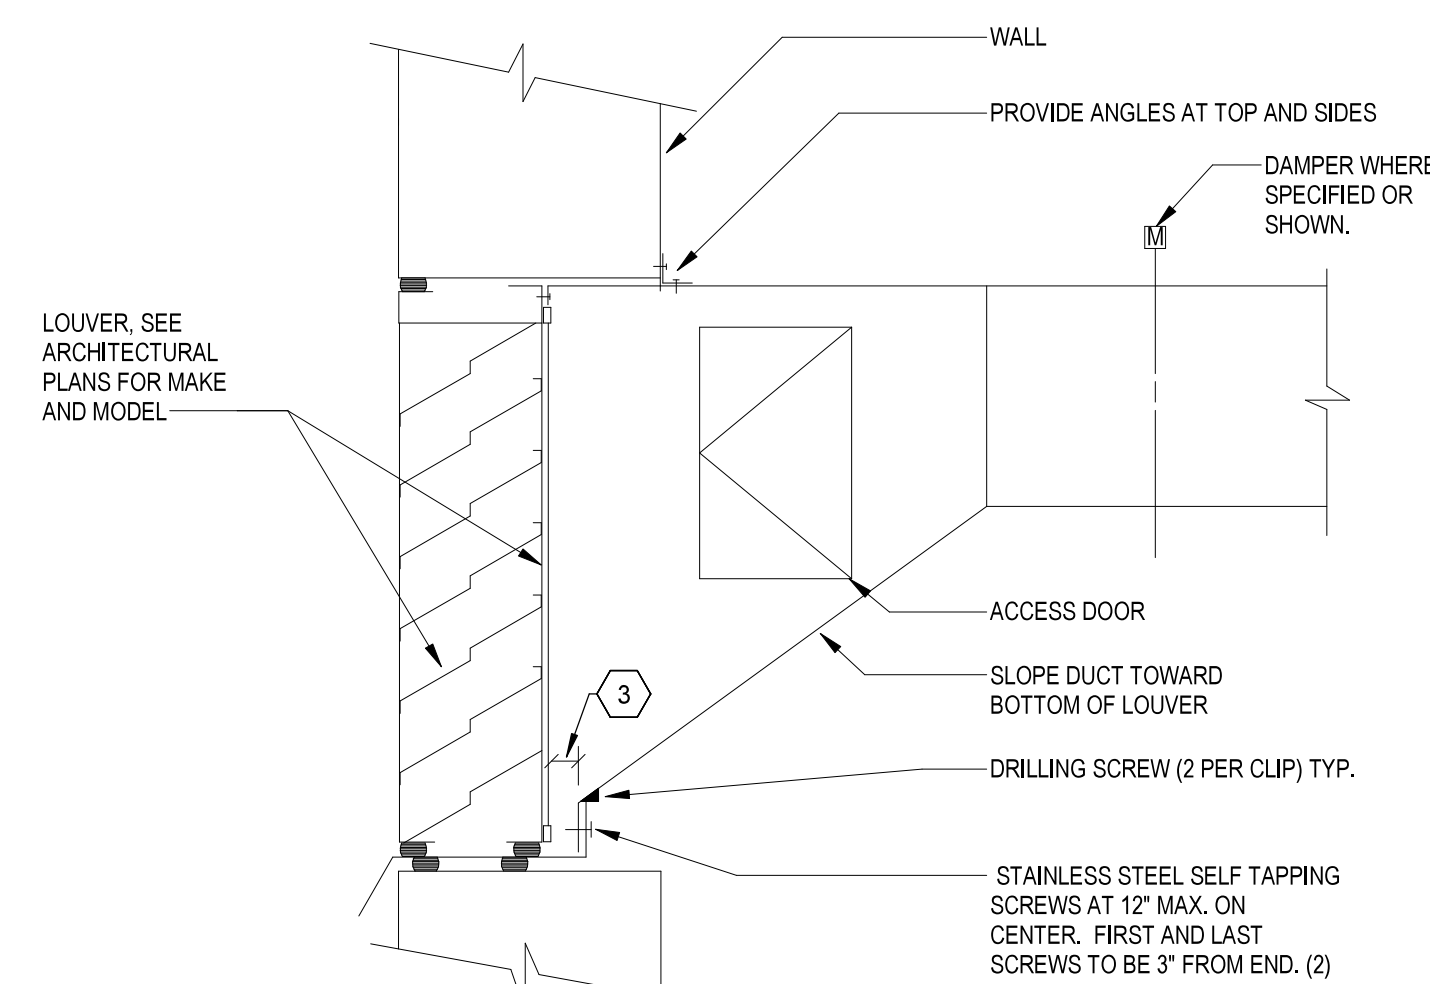 WALL
PROVIDE ANGLES AT TOP AND SIDES
DAMPER WHERE
SPECIFIED OR
SHOWN.
M
LOUVER, SEE
ARCHITECTURAL
PLANS FOR MAKE
AND MODEL
ACCESS DOOR
SLOPE DUCT TOWARD
BOTTOM OF LOUVER
3
DRILLING SCREW (2 PER CLIP) TYP.
STAINLESS STEEL SELF TAPPING
SCREWS AT 12" MAX. ON
CENTER. FIRST AND LAST
SCREWS TO BE 3" FROM END. (2)